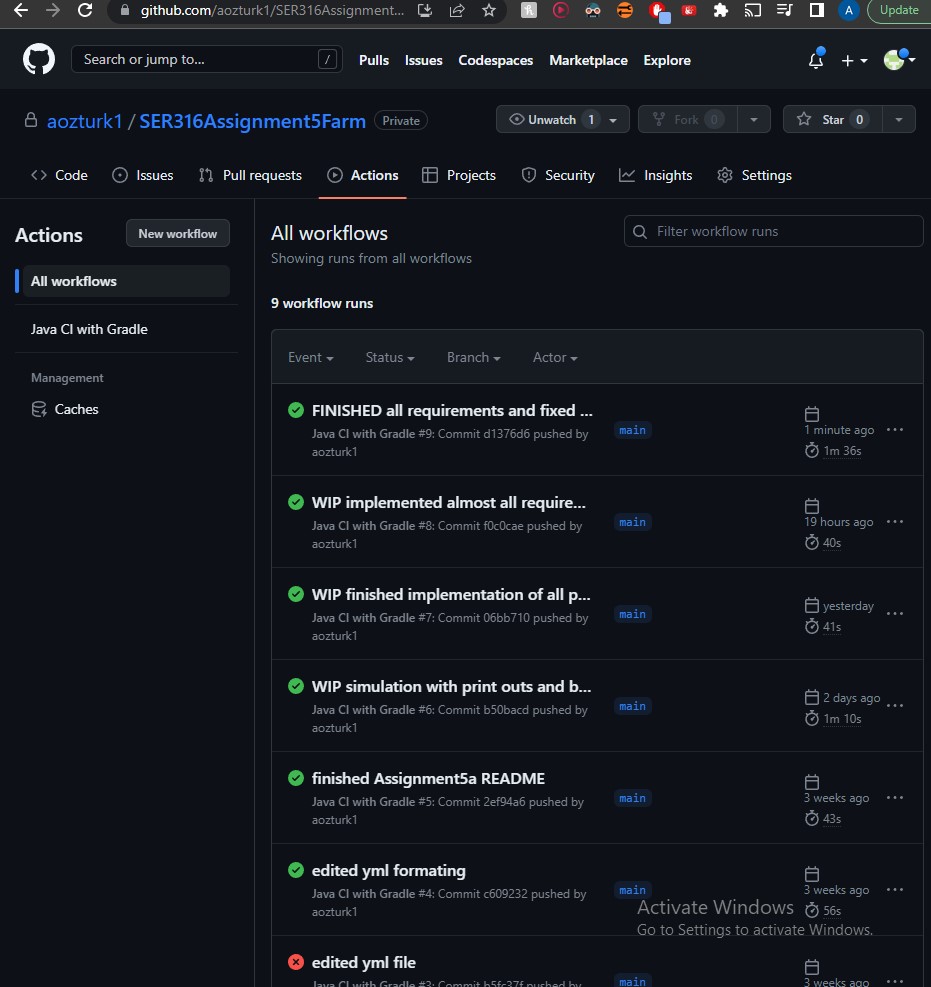 github.com/aozturk1/SER316Assignment...
A
Update
Search or jump to...
/
Pulls
Issues
Codespaces
Marketplace
Explore
aozturk1 / SER316Assignment5Farm
Private
Unwatch 1
Fork 0
Star 0
Code
Issues
Pull requests
Actions
Projects
Security
Insights
Settings
Actions
New workflow
All workflows
Java CI with Gradle
Management
Caches
All workflows
Filter workflow runs
Showing runs from all workflows
9 workflow runs
Event
Status
Branch
Actor
FINISHED all requirements and fixed ...
Java CI with Gradle #9: Commit d1376d6 pushed by
aozturk1
main
1 minute ago
1m 36s
WIP implemented almost all require...
Java CI with Gradle #8: Commit f0c0cae pushed by
aozturk1
main
19 hours ago
40s
WIP finished implementation of all p...
Java CI with Gradle #7: Commit 06bb710 pushed by
aozturk1
main
yesterday
41s
WIP simulation with print outs and b...
Java CI with Gradle #6: Commit b50bacd pushed by
aozturk1
main
2 days ago
1m 10s
finished Assignment5a README
Java CI with Gradle #5: Commit 2ef94a6 pushed by
aozturk1
main
3 weeks ago
43s
edited yml formating
Java CI with Gradle #4: Commit c609232 pushed by
aozturk1
main
3 weeks ago
56s
Activate Windows
Go to Settings to activate Windows.
edited yml file
Java CI with Gradle #3: Commit b5fc37f pushed by
main
3 weeks ago